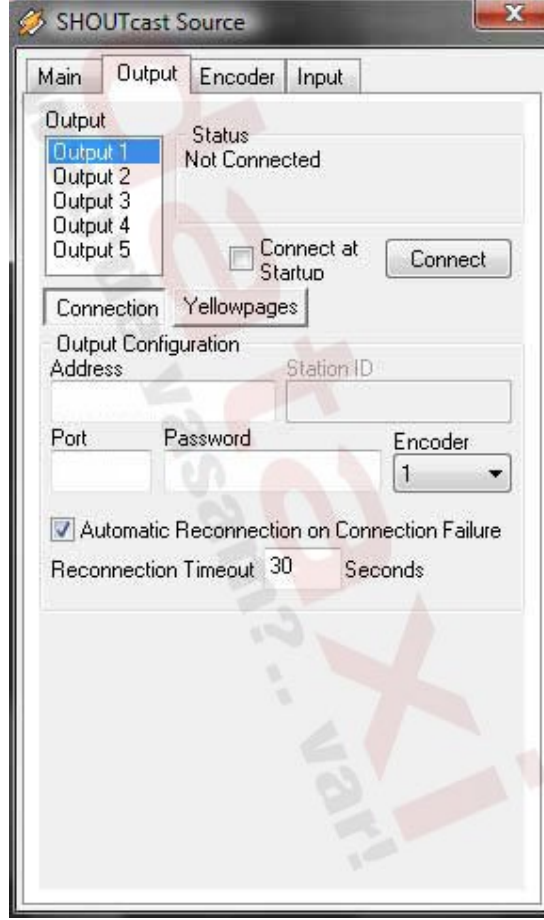 SHOUTcast Source
Main Output Encoder Input
Output
Output 1
Output 2
Output 3
Output 4
Output 5
Status
Not Connected
Connect at
Startup
Connect
Connection Yellowpages
Output Configuration
Address Station ID
Port Password Encoder
1
Automatic Reconnection on Connection Failure
Reconnection Timeout 30 Seconds
vasam?.. var!